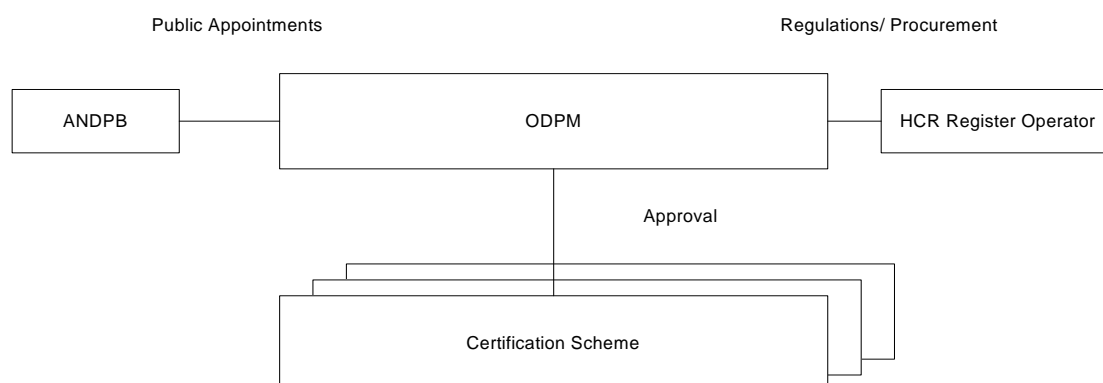 Public Appointments
Regulations/ Procurement
ANDPB
ODPM
HCR Register Operator
Approval
Certification Scheme